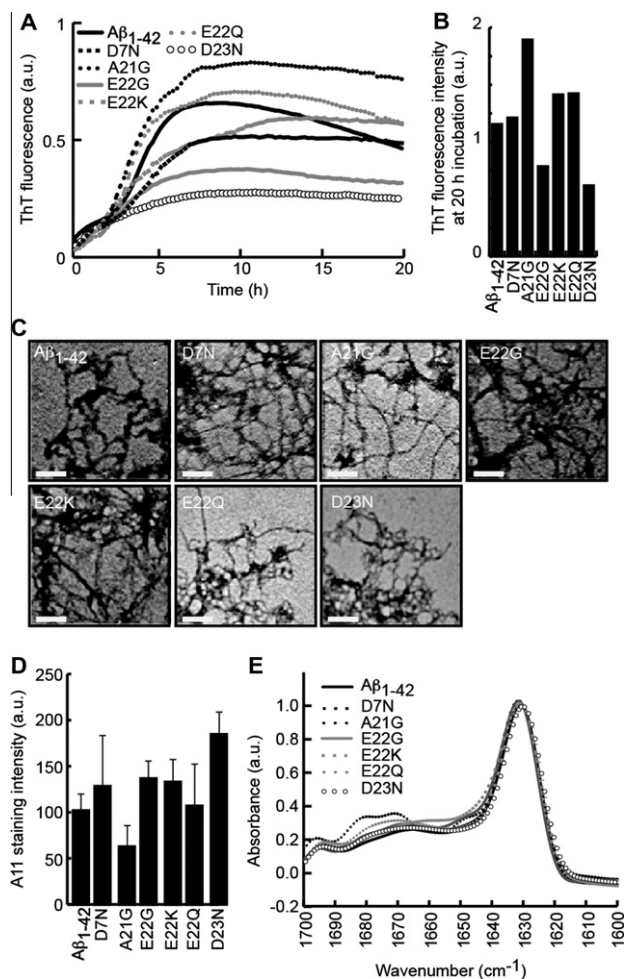 A
B
Aβ1-42
D7N
A21G
E22G
E22K
E22Q
D23N
ThT fluorescence (a.u.)
1
0.5
0
0
5
10
15
20
Time (h)
ThT fluorescence intensity
at 20 h incubation (a.u.)
2
1
0
Aβ1-42
D7N
A21G
E22G
E22K
E22Q
D23N
C
Aβ1-42
D7N
A21G
E22G
E22K
E22Q
D23N
D
A11 staining intensity (a.u.)
250
200
150
100
50
0
Aβ1-42
D7N
A21G
E22G
E22K
E22Q
D23N
E
Aβ1-42
D7N
A21G
E22G
E22K
E22Q
D23N
Absorbance (a.u.)
1.0
0.8
0.6
0.4
0.2
-0.0
-0.2
1700
1690
1680
1670
1660
1650
1640
1630
1620
1610
1600
Wavenumber (cm-1)